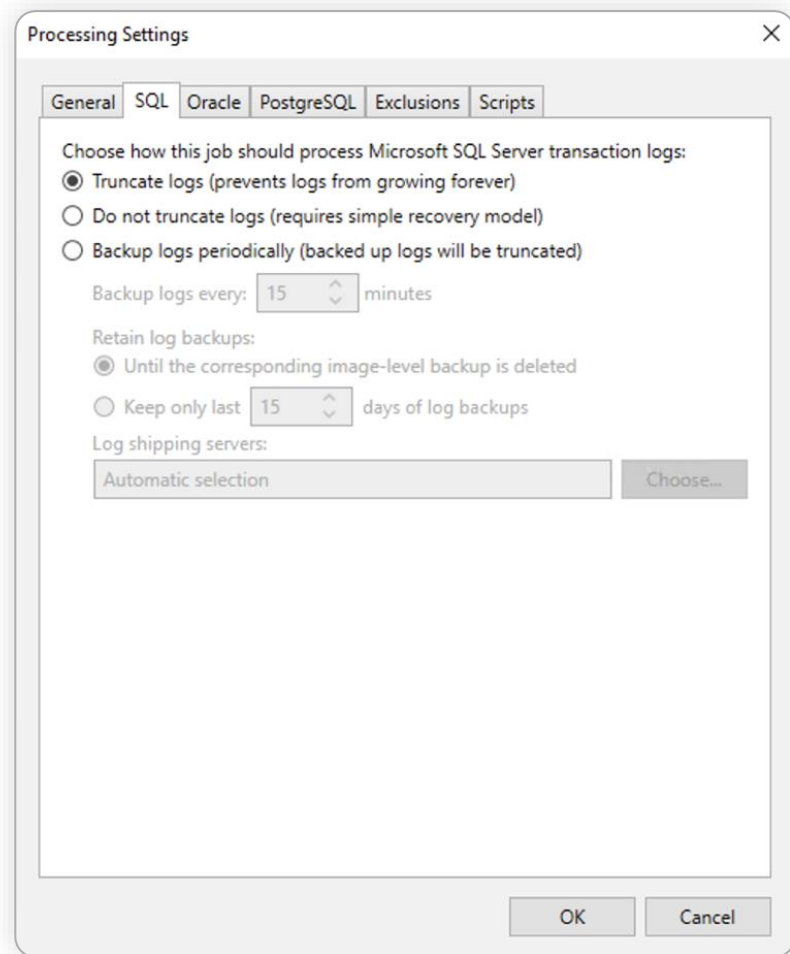 Processing Settings
General SQL Oracle PostgreSQL Exclusions Scripts
Choose how this job should process Microsoft SQL Server transaction logs:
Truncate logs (prevents logs from growing forever)
Do not truncate logs (requires simple recovery model)
Backup logs periodically (backed up logs will be truncated)
Backup logs every: 15 minutes
Retain log backups:
Until the corresponding image-level backup is deleted
Keep only last 15 days of log backups
Log shipping servers:
Automatic selection Choose...
OK Cancel